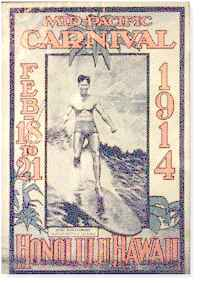 MID-PACIFIC
CARNIVAL
FEB-18 TO 21
1914
HONOLULU HAWAII